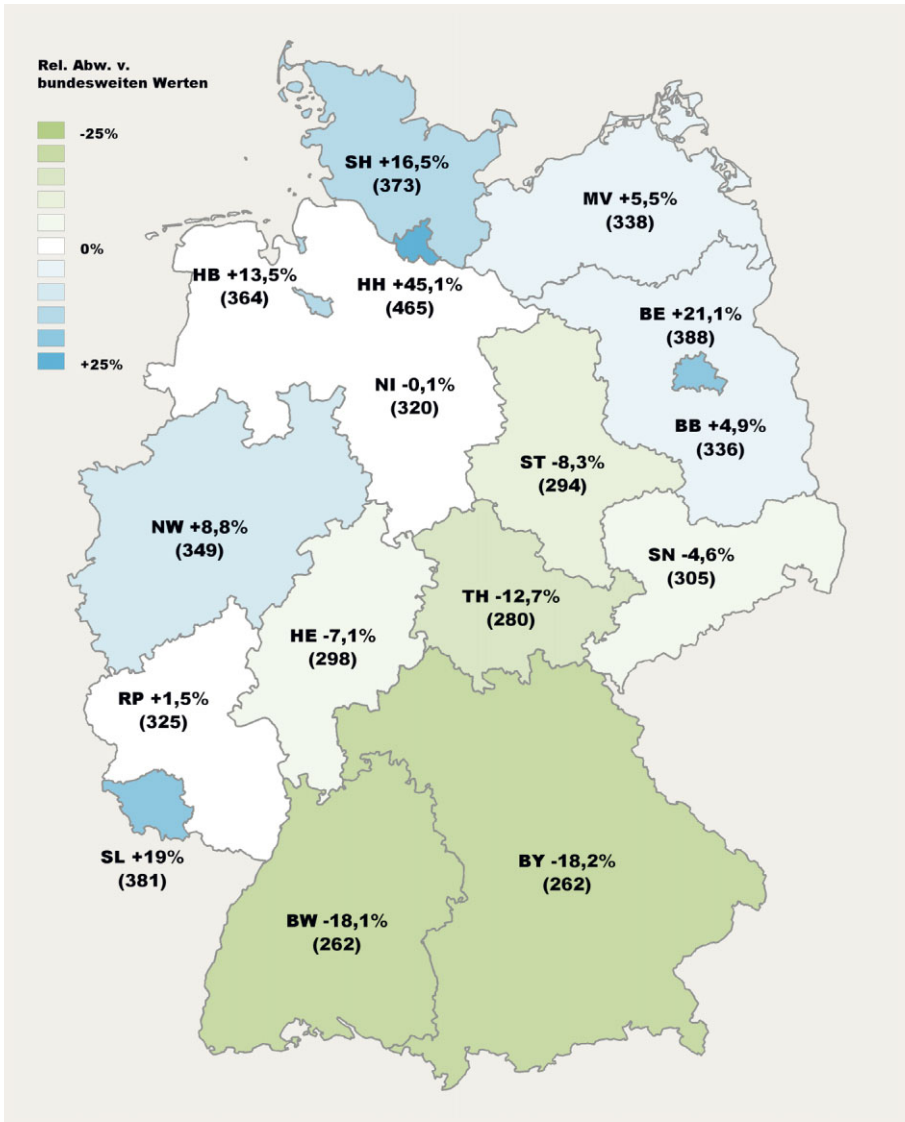 Rel. Abw. v.
bundesweiten Werten
-25%
0%
+25%
SH +16,5%
(373)
MV +5,5%
(338)
HB +13,5%
(364)
HH +45,1%
(465)
BE +21,1%
(388)
NI -0,1%
(320)
BB +4,9%
(336)
ST -8,3%
(294)
NW +8,8%
(349)
SN -4,6%
(305)
TH -12,7%
(280)
HE -7,1%
(298)
RP +1,5%
(325)
SL +19%
(381)
BY -18,2%
(262)
BW -18,1%
(262)